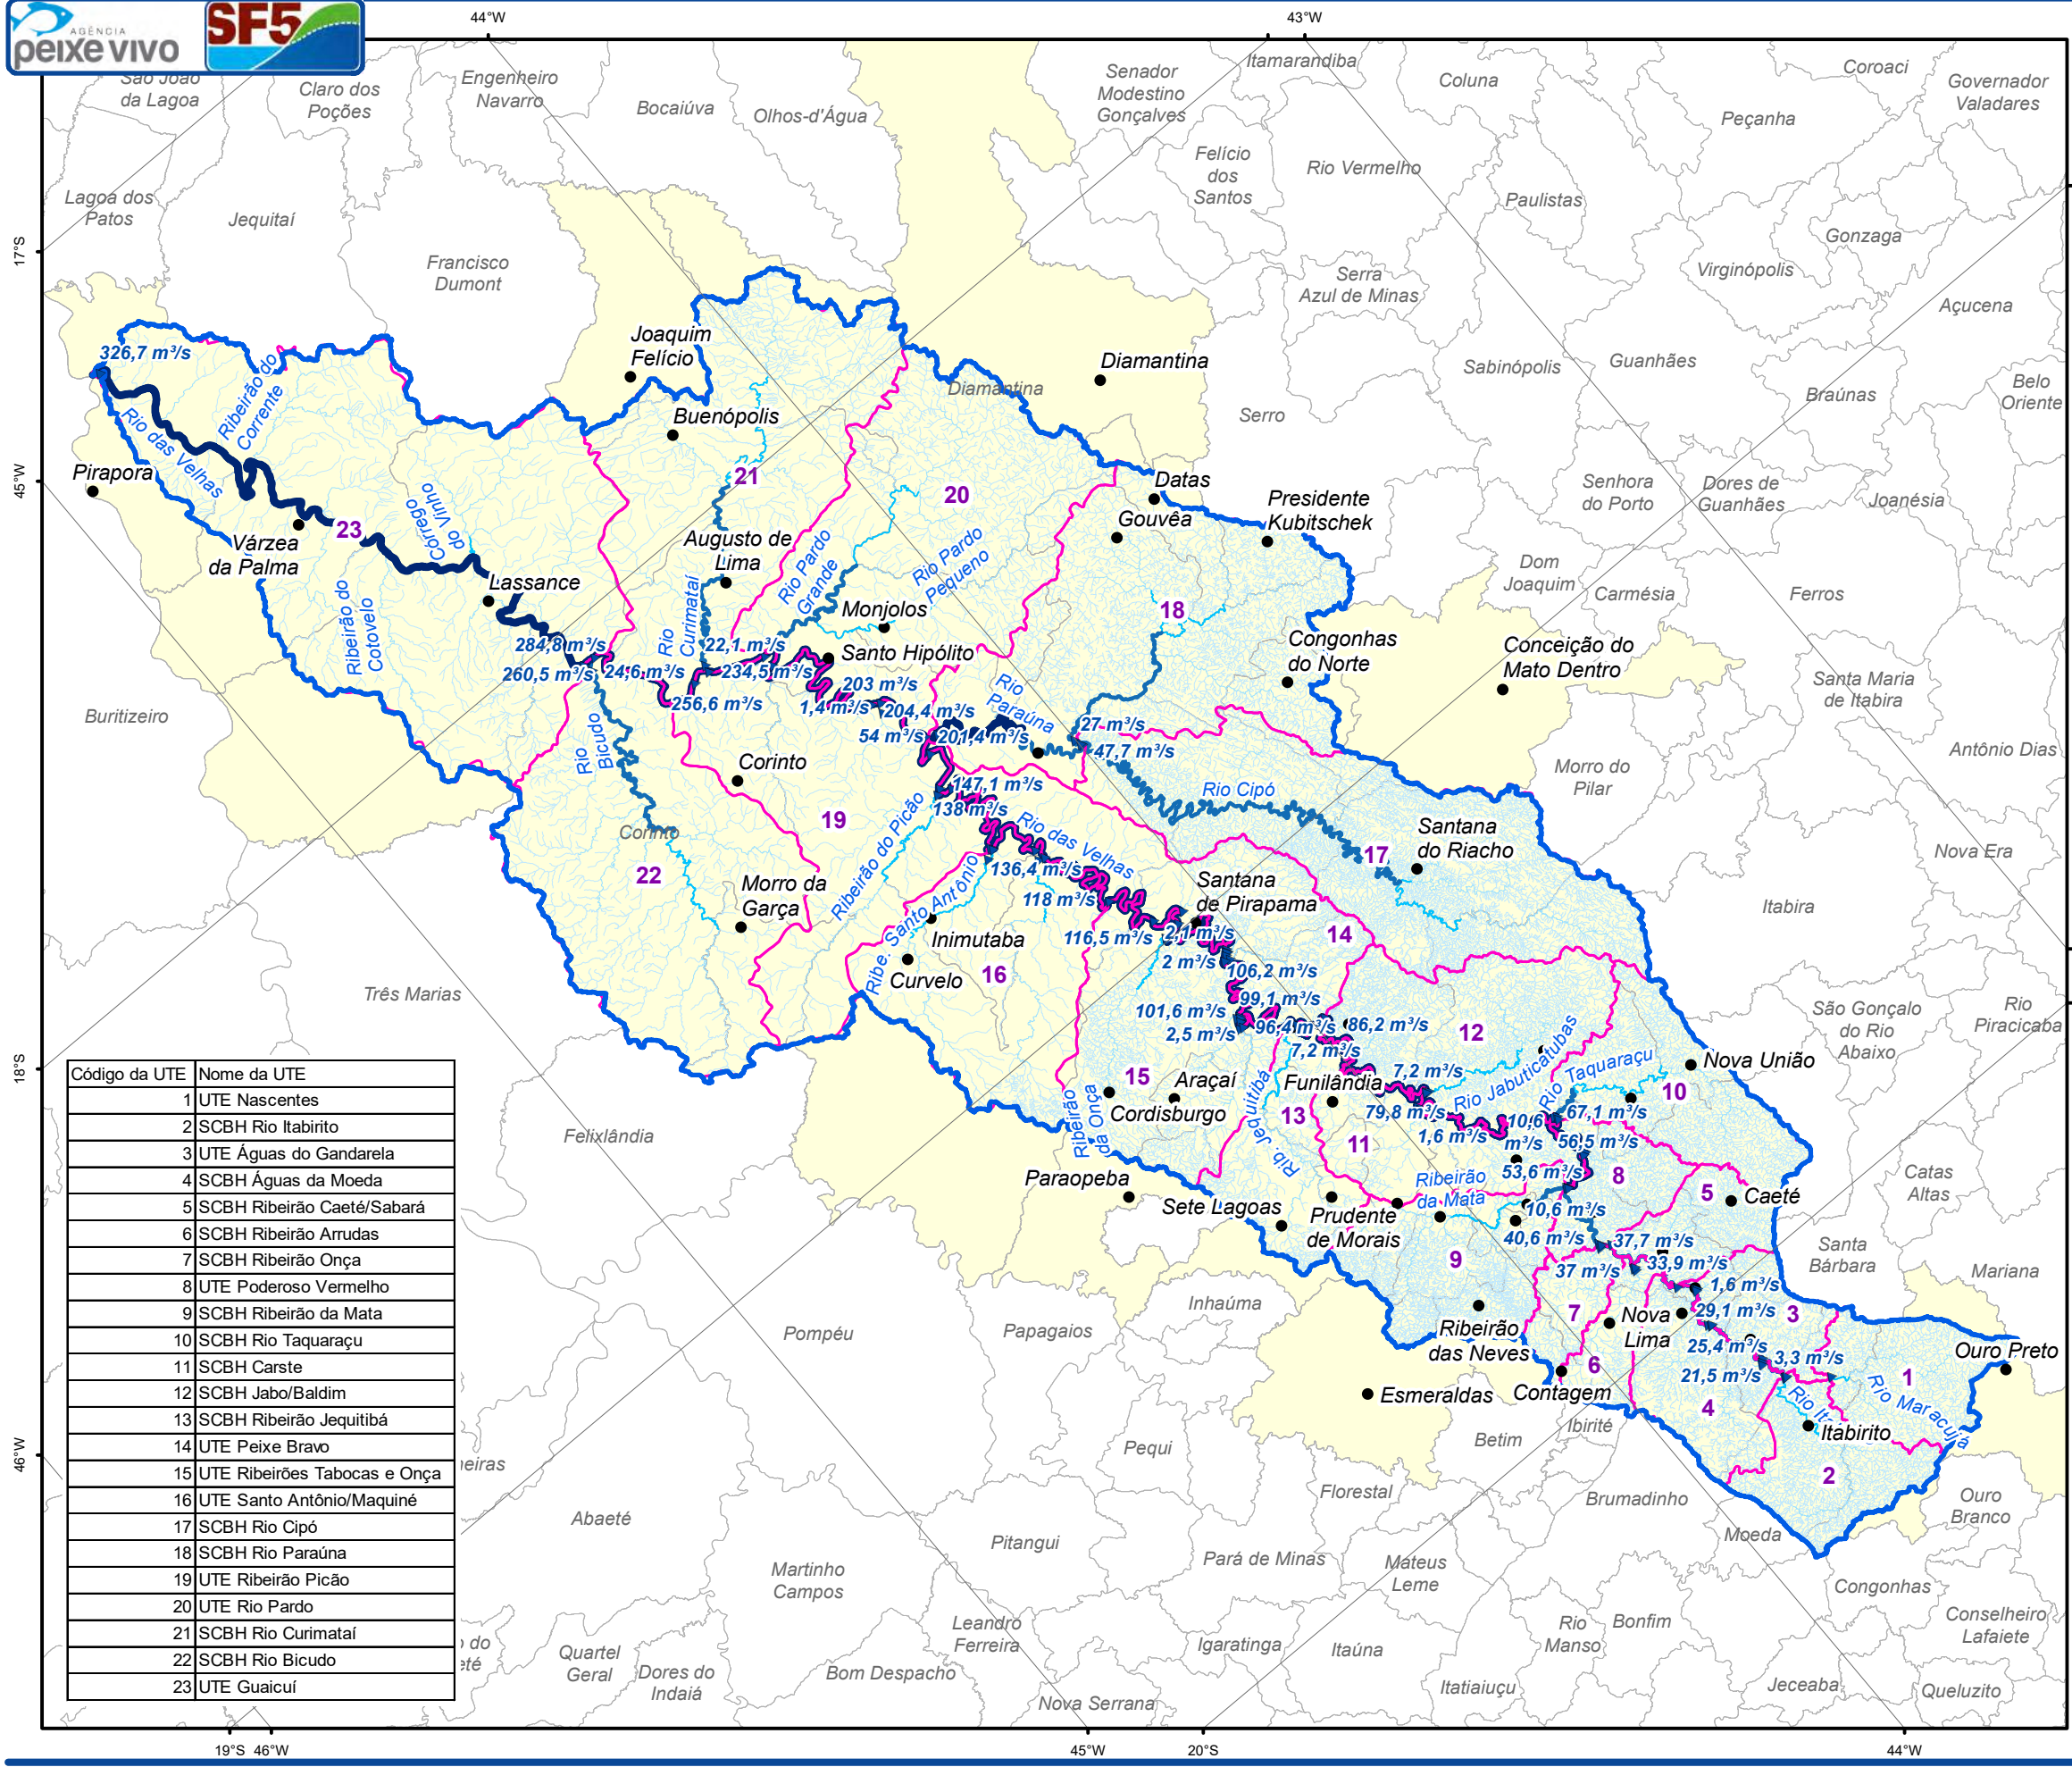 AGÊNCIA
peixe vivo
SF5
44°W
43°W
17°S
45°W
18°S
46°W
19°S 46°W
45°W
20°S
44°W
São João
da Lagoa
Claro dos
Poções
Engenheiro
Navarro
Bocaiúva
Olhos-d'Água
Senador
Modestino
Gonçalves
Itamarandiba
Coluna
Coroaci
Governador
Valadares
Peçanha
Felício
dos
Santos
Rio Vermelho
Paulistas
Lagoa dos
Patos
Jequitaí
Francisco
Dumont
Gonzaga
Virginópolis
Serra
Azul de Minas
Açucena
Joaquim
Felício
Diamantina
Diamantina
Sabinópolis
Guanhães
Braúnas
Belo
Oriente
Serro
326,7 m³/s
Ribeirão do
Corrente
Rio das Velhas
Buenópolis
Pirapora
21
20
Datas
Gouvêa
Presidente
Kubitschek
Senhora
do Porto
Dores de
Guanhães
Joanésia
23
Várzea
da Palma
Córrego
do Vinho
Augusto de
Lima
Rio Pardo
Grande
Rio Pardo
Pequeno
Dom
Joaquim
Carmésia
Ferros
Lassance
Ribeirão do
Cotovelo
Rio
Curimataí
Monjolos
18
Santo Hipólito
Congonhas
do Norte
Conceição do
Mato Dentro
Santa Maria
de Itabira
284,8 m³/s
260,5 m³/s
24,6 m³/s
22,1 m³/s
234,5 m³/s
256,6 m³/s
203 m³/s
1,4 m³/s
204,4 m³/s
54 m³/s
201,4 m³/s
Rio
Paraúna
27 m³/s
47,7 m³/s
Buritizeiro
Rio
Bicudo
Corinto
Antônio Dias
Morro do
Pilar
147,1 m³/s
138 m³/s
Rio Cipó
19
Corinto
Ribeirão do Picão
Rio das Velhas
Santana
do Riacho
17
Nova Era
22
Morro da
Garça
Ribe. Santo Antônio
136,4 m³/s
118 m³/s
Santana
de Pirapama
Itabira
Inimutaba
Curvelo
16
116,5 m³/s
2,1 m³/s
2 m³/s
14
106,2 m³/s
Três Marias
101,6 m³/s
2,5 m³/s
99,1 m³/s
96,4 m³/s
86,2 m³/s
7,2 m³/s
12
São Gonçalo
do Rio
Abaixo
Rio
Piracicaba
15
Araçaí
Cordisburgo
Ribeirão
da Onça
Rib. Jequitibá
13
Funilândia
7,2 m³/s
79,8 m³/s
Rio Jabuticatubas
Rio Taquaraçu
Nova União
10
11
1,6 m³/s
10,6
m³/s
67,1 m³/s
56,5 m³/s
Felixlândia
Paraopeba
Sete Lagoas
Prudente
de Morais
Ribeirão
da Mata
53,6 m³/s
8
5
Caeté
Catas
Altas
10,6 m³/s
40,6 m³/s
9
37,7 m³/s
37 m³/s
33,9 m³/s
1,6 m³/s
Santa
Bárbara
Mariana
Inhaúma
Pompéu
Papagaios
Ribeirão
das Neves
7
Nova
Lima
29,1 m³/s
3
25,4 m³/s
3,3 m³/s
21,5 m³/s
1
Ouro Preto
6
Contagem
Esmeraldas
4
Rio Maracujá
Itabirito
2
Pequi
Betim
Ibirité
Abaeté
Pitangui
Florestal
Brumadinho
Moeda
Ouro
Branco
Martinho
Campos
Pará de Minas
Mateus
Leme
Congonhas
Conselheiro
Lafaiete
Leandro
Ferreira
Rio
Manso
Bonfim
Quartel
Geral
Dores do
Indaiá
Bom Despacho
Igaratinga
Itaúna
Nova Serrana
Itatiaiuçu
Jeceaba
Queluzito
Código da UTE Nome da UTE
1 UTE Nascentes
2 SCBH Rio Itabirito
3 UTE Águas do Gandarela
4 SCBH Águas da Moeda
5 SCBH Ribeirão Caeté/Sabará
6 SCBH Ribeirão Arrudas
7 SCBH Ribeirão Onça
8 UTE Poderoso Vermelho
9 SCBH Ribeirão da Mata
10 SCBH Rio Taquaraçu
11 SCBH Carste
12 SCBH Jabo/Baldim
13 SCBH Ribeirão Jequitibá
14 UTE Peixe Bravo
15 UTE Ribeirões Tabocas e Onça
16 UTE Santo Antônio/Maquiné
17 SCBH Rio Cipó
18 SCBH Rio Paraúna
19 UTE Ribeirão Picão
20 UTE Rio Pardo
21 SCBH Rio Curimataí
22 SCBH Rio Bicudo
23 UTE Guaicuí